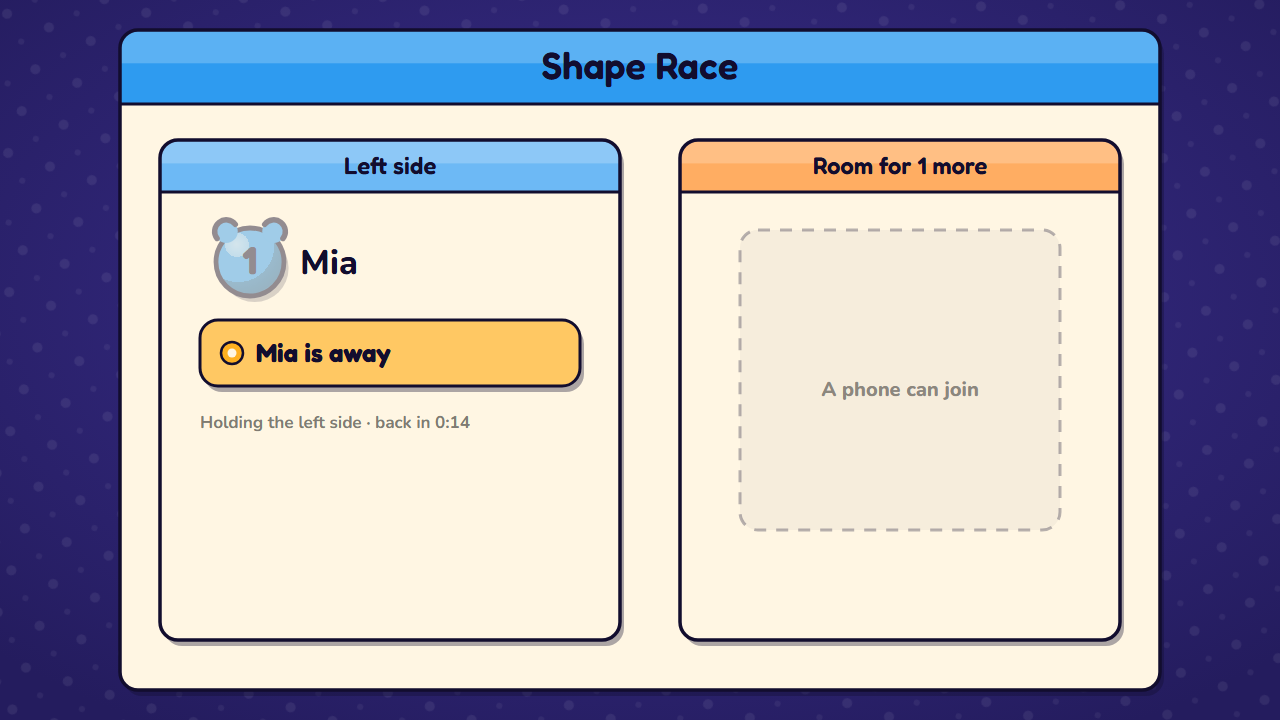 Shape Race
Left side
1
Mia
Mia is away
Holding the left side · back in 0:14
Room for 1 more
A phone can join